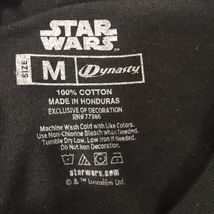 STAR
WARS
SIZE M Dynasty
100% COTTON
MADE IN HONDURAS
EXCLUSIVE OF DECORATION
RN# 77366
Machine Wash Cold with Like Colors.
Use Non-Chlorine Bleach when Needed.
Tumble Dry Low. Low Iron if Needed.
Do Not Iron Decoration.
starwars.com
© & ™ Lucasfilm Ltd.